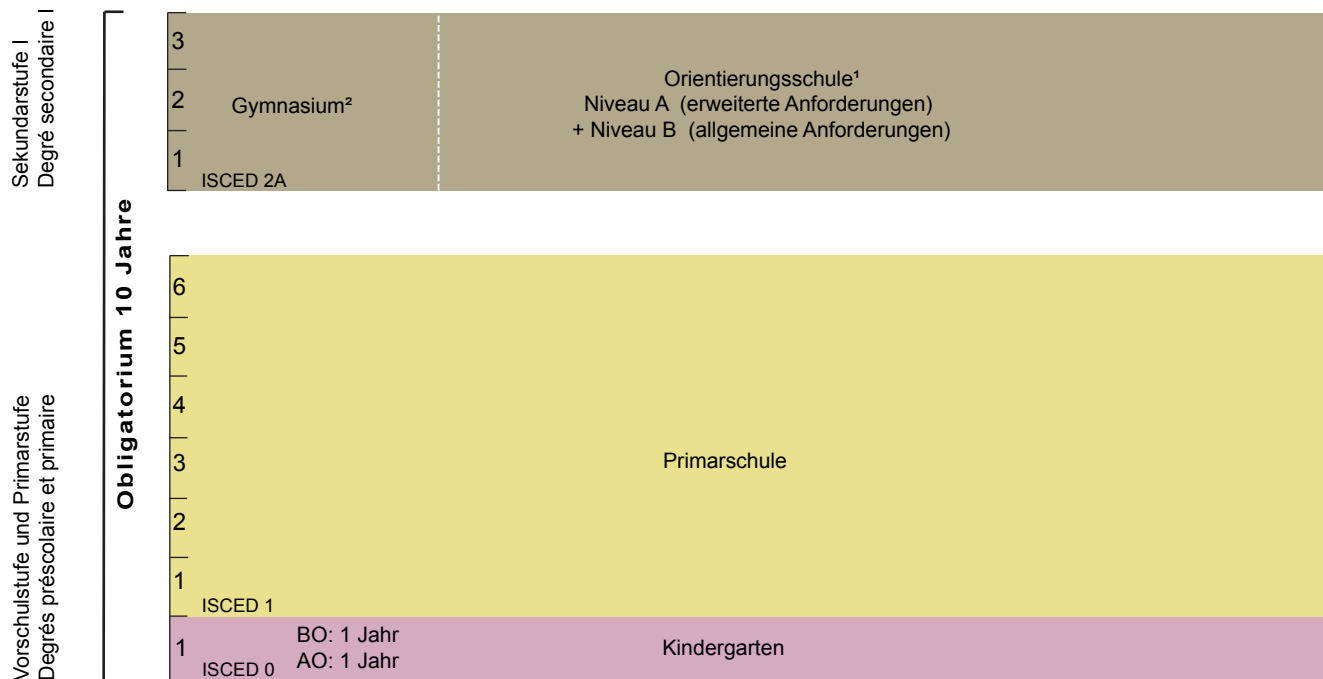 Sekundarstufe I
Degré secondaire I
Obligatorium 10 Jahre
3
2
1
Gymnasium²
ISCED 2A
Orientierungsschule¹
Niveau A (erweiterte Anforderungen)
+ Niveau B (allgemeine Anforderungen)
Vorschulstufe und Primarstufe
Degrés préscolaire et primaire
6
5
4
3
2
1
Primarschule
ISCED 1
1
BO: 1 Jahr
AO: 1 Jahr
ISCED 0
Kindergarten